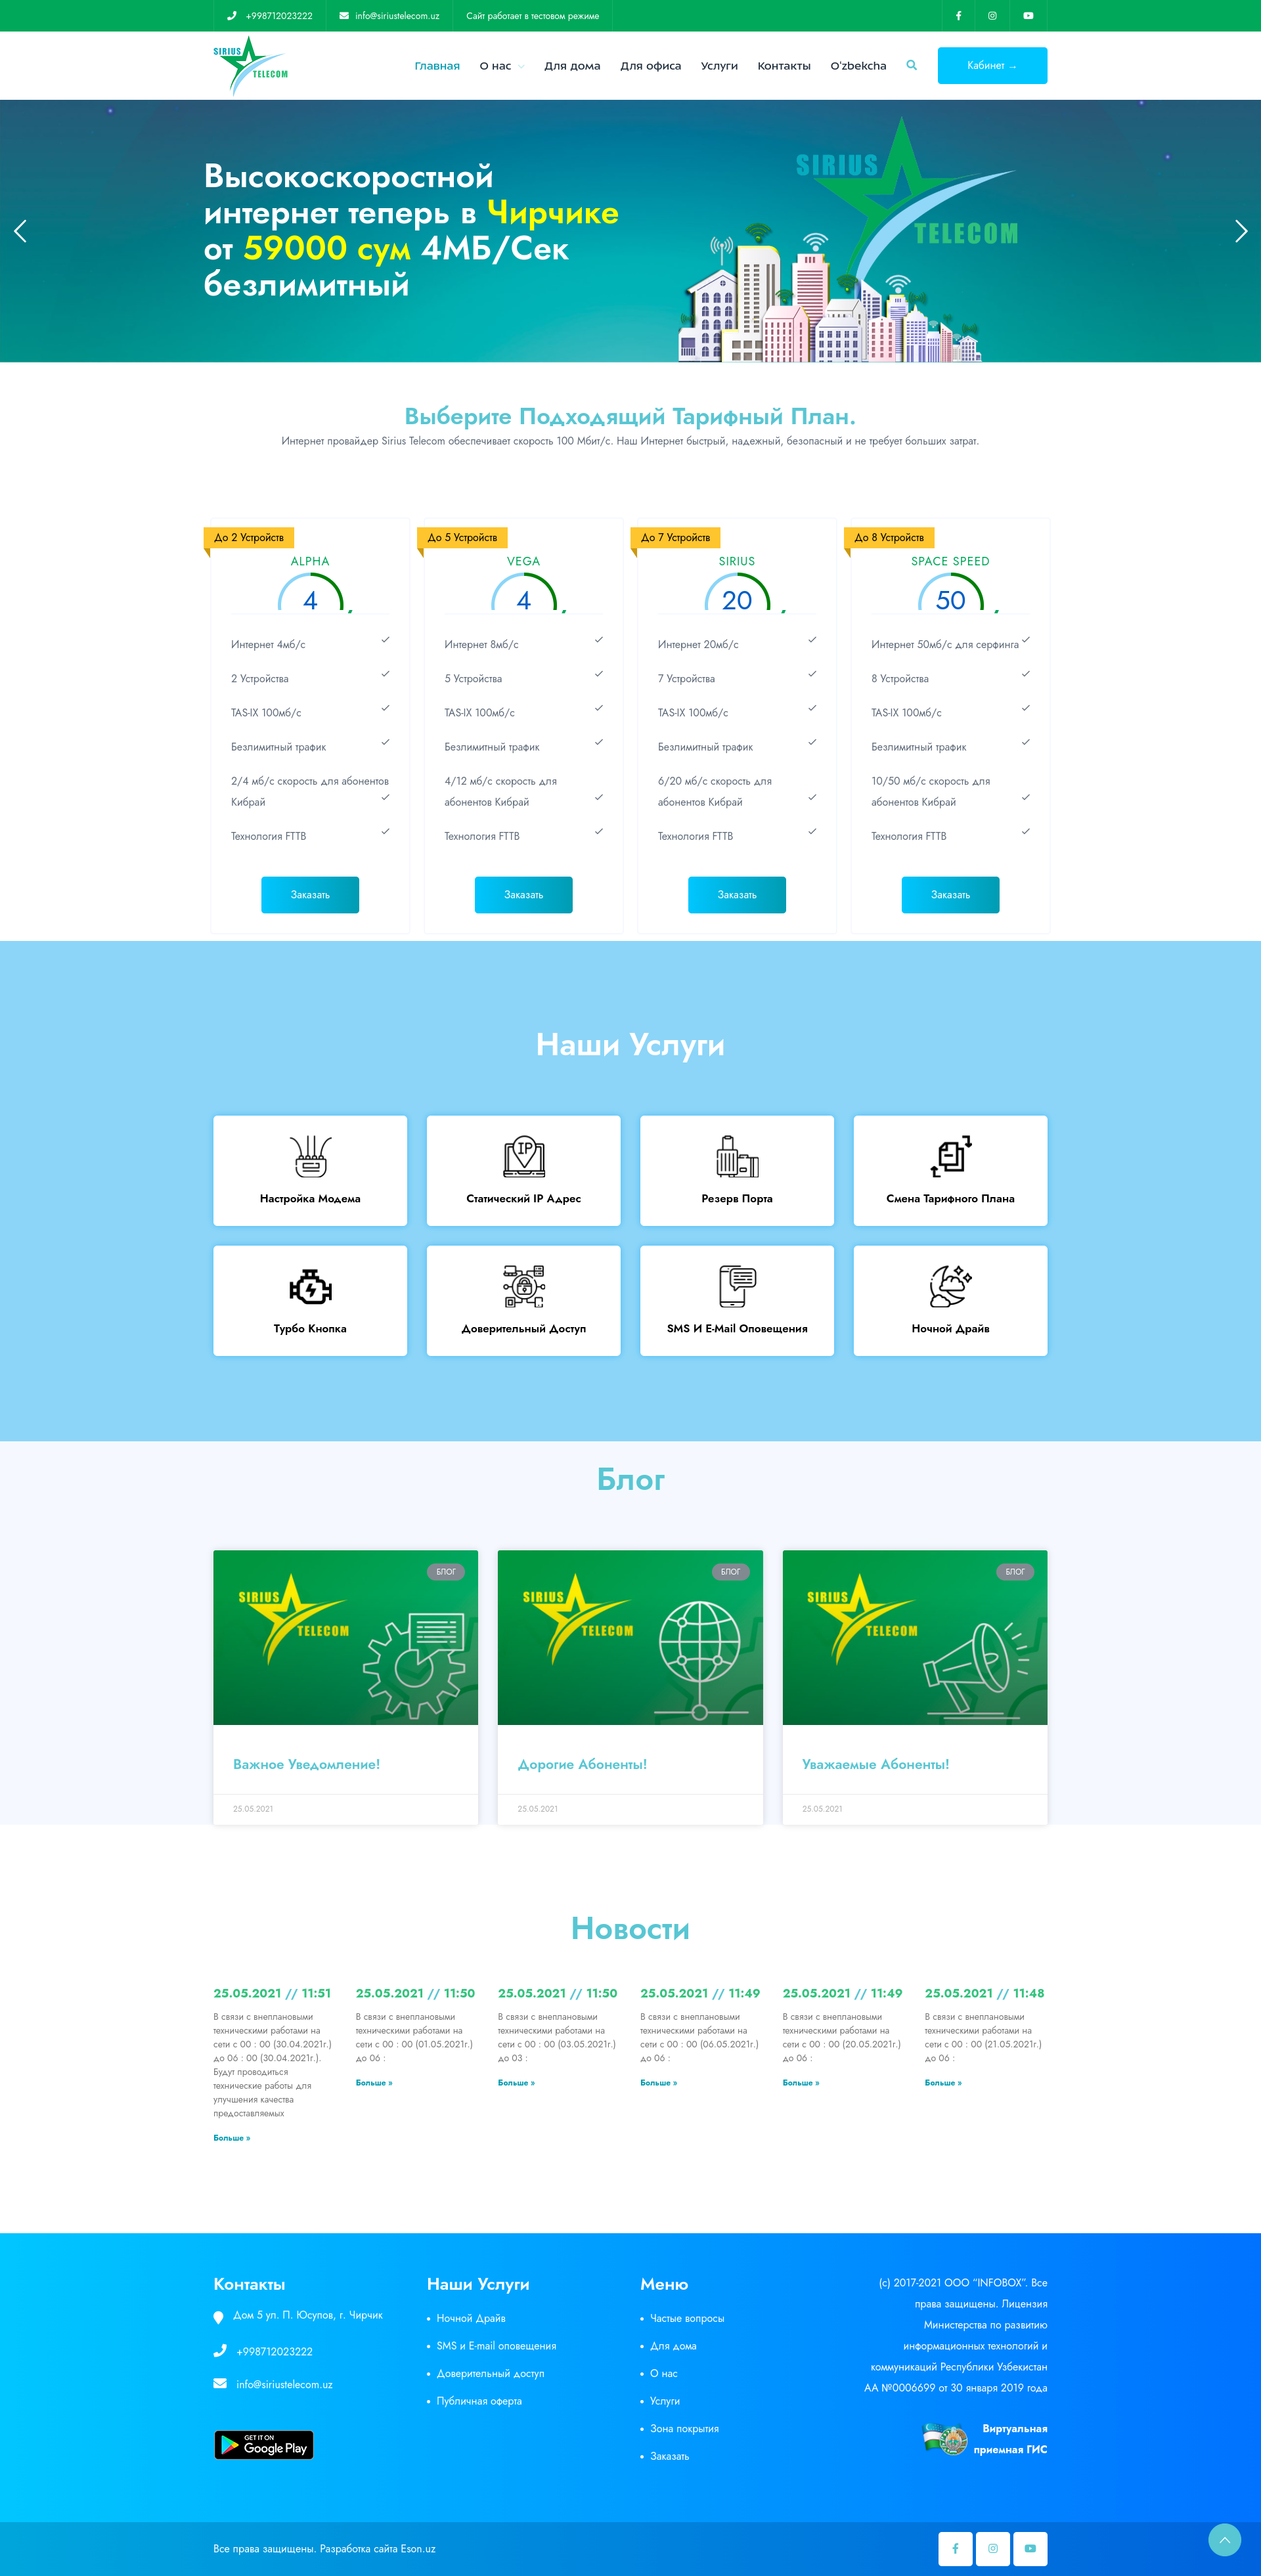 +998712023222
info@siriustelecom.uz
Сайт работает в тестовом режиме
SIRIUS
TELECOM
Главная
О нас
Для дома
Для офиса
Услуги
Контакты
O'zbekcha
Кабинет →
Высокоскоростной
интернет теперь в Чирчике
от 59000 сум 4МБ/Сек
безлимитный
SIRIUS
TELECOM
Выберите Подходящий Тарифный План.
Интернет провайдер Sirius Telecom обеспечивает скорость 100 Мбит/с. Наш Интернет быстрый, надежный, безопасный и не требует больших затрат.
До 2 Устройств
ALPHA
4
Интернет 4мб/с
2 Устройства
TAS-IX 100мб/с
Безлимитный трафик
2/4 мб/с скорость для абонентов
Кибрай
Технология FTTB
Заказать
До 5 Устройств
VEGA
4
Интернет 8мб/с
5 Устройства
TAS-IX 100мб/с
Безлимитный трафик
4/12 мб/с скорость для
абонентов Кибрай
Технология FTTB
Заказать
До 7 Устройств
SIRIUS
20
Интернет 20мб/с
7 Устройства
TAS-IX 100мб/с
Безлимитный трафик
6/20 мб/с скорость для
абонентов Кибрай
Технология FTTB
Заказать
До 8 Устройств
SPACE SPEED
50
Интернет 50мб/с для серфинга
8 Устройства
TAS-IX 100мб/с
Безлимитный трафик
10/50 мб/с скорость для
абонентов Кибрай
Технология FTTB
Заказать
Наши Услуги
Настройка Модема
IP
Статический IP Адрес
Резерв Порта
Смена Тарифного Плана
Турбо Кнопка
Доверительный Доступ
SMS И E-Mail Оповещения
Ночной Драйв
Блог
БЛОГ
SIRIUS
TELECOM
Важное Уведомление!
25.05.2021
БЛОГ
SIRIUS
TELECOM
Дорогие Абоненты!
25.05.2021
БЛОГ
SIRIUS
TELECOM
Уважаемые Абоненты!
25.05.2021
Новости
25.05.2021 // 11:51
В связи с внеплановыми
техническими работами на
сети с 00 : 00 (30.04.2021г.)
до 06 : 00 (30.04.2021г.).
Будут проводиться
технические работы для
улучшения качества
предоставляемых
Больше »
25.05.2021 // 11:50
В связи с внеплановыми
техническими работами на
сети с 00 : 00 (01.05.2021г.)
до 06 :
Больше »
25.05.2021 // 11:50
В связи с внеплановыми
техническими работами на
сети с 00 : 00 (03.05.2021г.)
до 03 :
Больше »
25.05.2021 // 11:49
В связи с внеплановыми
техническими работами на
сети с 00 : 00 (06.05.2021г.)
до 06 :
Больше »
25.05.2021 // 11:49
В связи с внеплановыми
техническими работами на
сети с 00 : 00 (20.05.2021г.)
до 06 :
Больше »
25.05.2021 // 11:48
В связи с внеплановыми
техническими работами на
сети с 00 : 00 (21.05.2021г.)
до 06 :
Больше »
Контакты
Дом 5 ул. П. Юсупов, г. Чирчик
+998712023222
info@siriustelecom.uz
GET IT ON
Google Play
Наши Услуги
Ночной Драйв
SMS и E-mail оповещения
Доверительный доступ
Публичная оферта
Меню
Частые вопросы
Для дома
О нас
Услуги
Зона покрытия
Заказать
(c) 2017-2021 ООО “INFOBOX”. Все
права защищены. Лицензия
Министерства по развитию
информационных технологий и
коммуникаций Республики Узбекистан
АА №0006699 от 30 января 2019 года
Виртуальная
приемная ГИС
Все права защищены. Разработка сайта Eson.uz